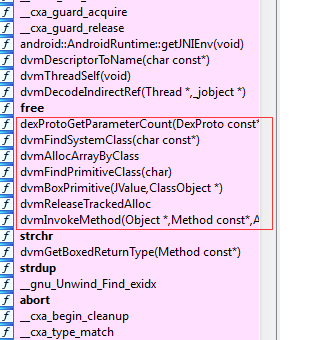 __cxa_guard_acquire
__cxa_guard_release
android::AndroidRuntime::getJNIEnv(void)
dvmDescriptorToName(char const*)
dvmThreadSelf(void)
dvmDecodeIndirectRef(Thread *,_jobject *)
free
dexProtoGetParameterCount(DexProto const*
dvmFindSystemClass(char const*)
dvmAllocArrayByClass
dvmFindPrimitiveClass(char)
dvmBoxPrimitive(JValue,ClassObject *)
dvmReleaseTrackedAlloc
dvmInvokeMethod(Object *,Method const*,A
strchr
dvmGetBoxedReturnType(Method const*)
strdup
__gnu_Unwind_Find_exidx
abort
__cxa_begin_cleanup
__cxa_type_match